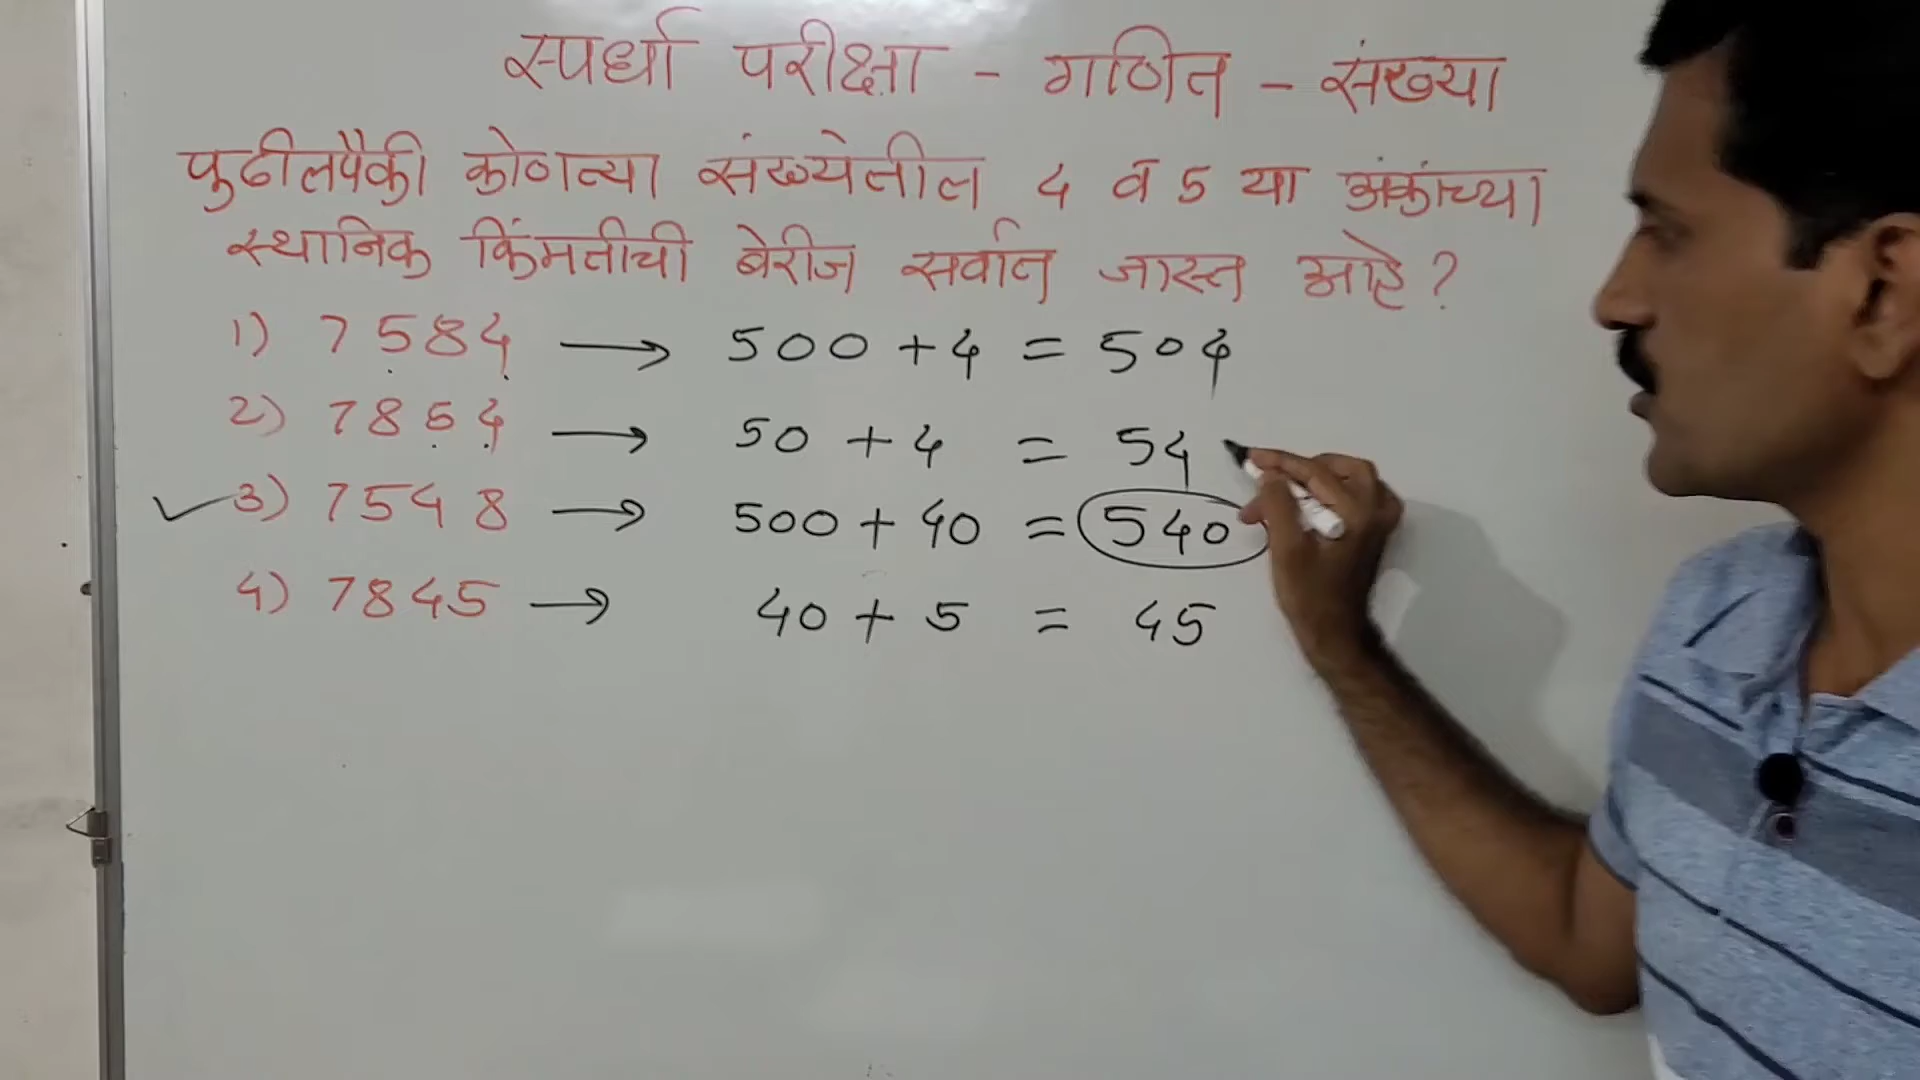 स्पर्धा परीक्षा - गणित - संख्या
पुढीलपैकी कोणत्या संख्येतील 4 व 5 या अंकांच्या
स्थानिक किंमतीची बेरीज सर्वात जास्त आहे?
1) 7584 → 500 + 4 = 504
2) 7854 → 50 + 4 = 54
✓ 3) 7548 → 500 + 40 = 540
4) 7845 → 40 + 5 = 45